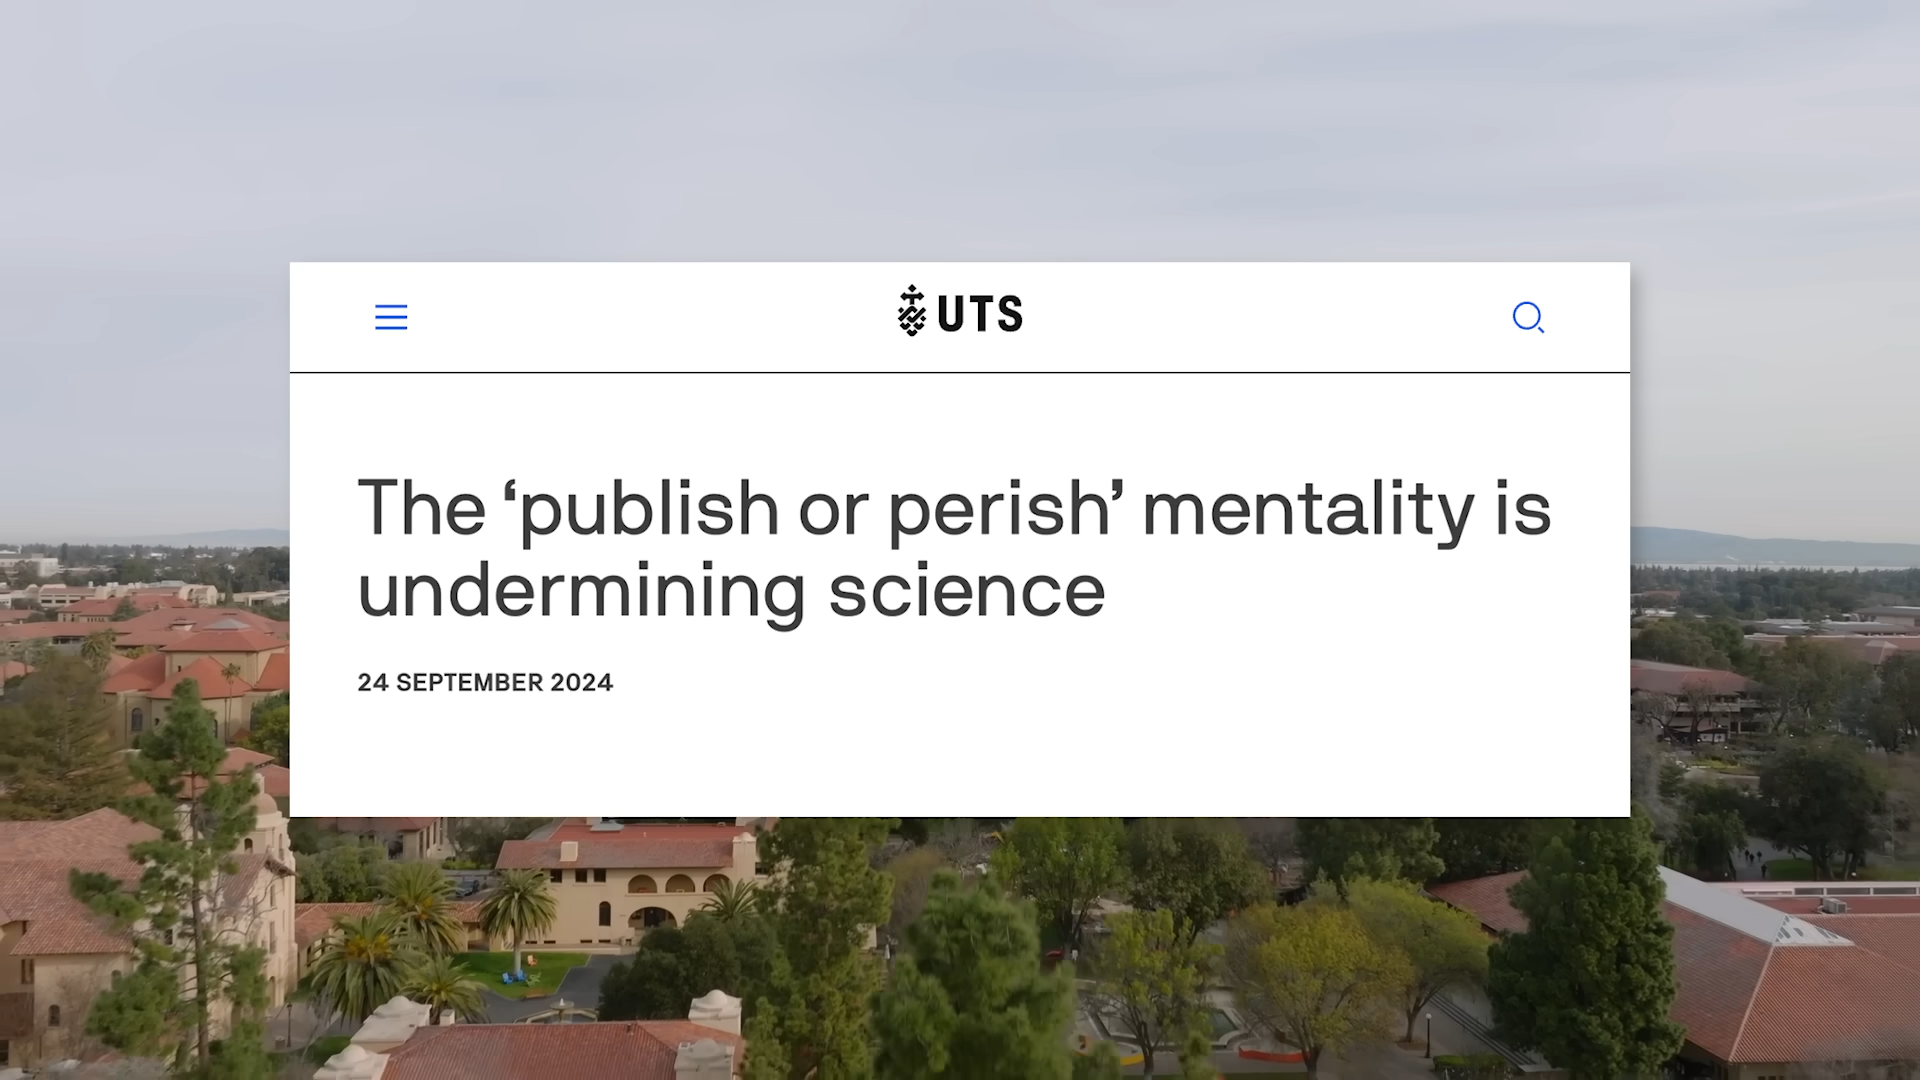 UTS
The ‘publish or perish’ mentality is
undermining science
24 SEPTEMBER 2024